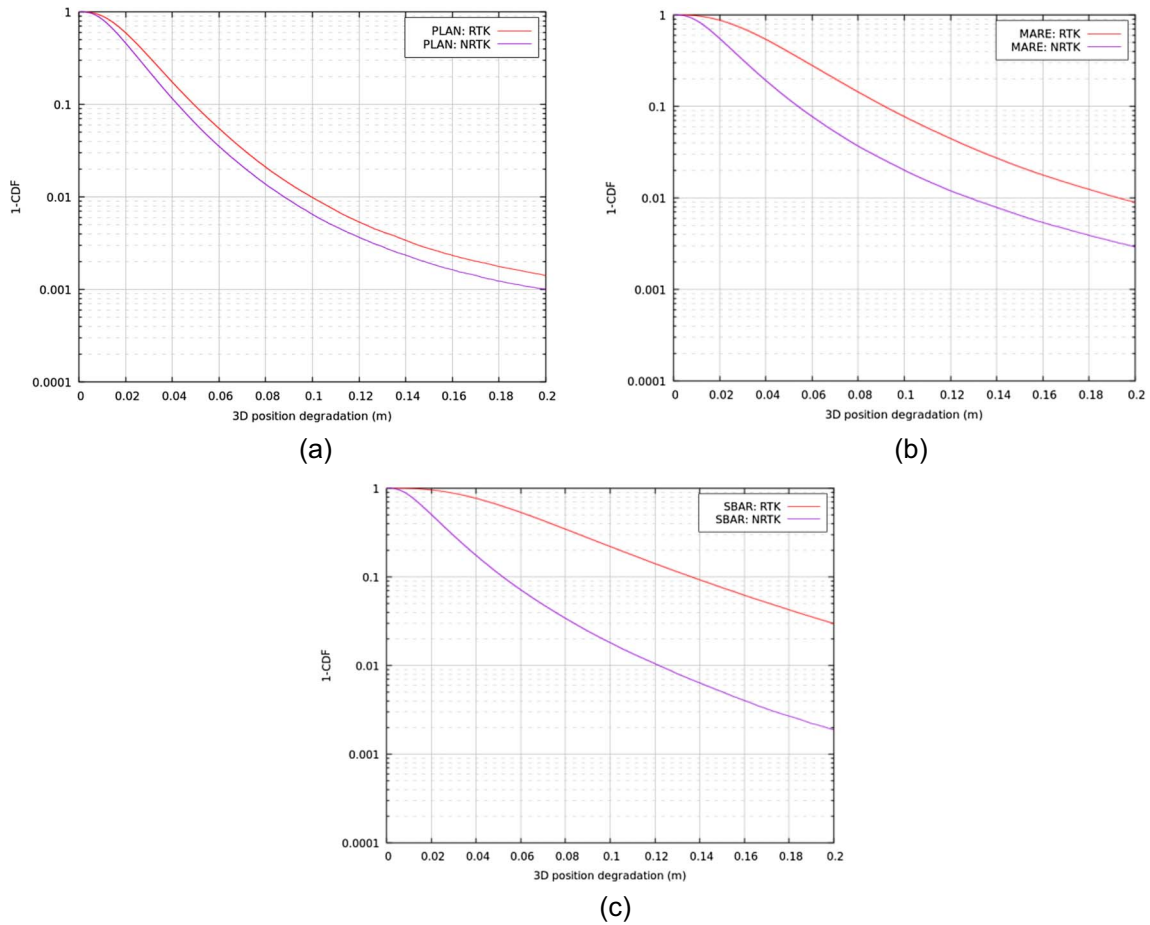 PLAN: RTK
PLAN: NRTK
1
0.1
0.01
0.001
0.0001
1-CDF
0 0.02 0.04 0.06 0.08 0.1 0.12 0.14 0.16 0.18 0.2
3D position degradation (m)
(a)
MARE: RTK
MARE: NRTK
1
0.1
0.01
0.001
0.0001
1-CDF
0 0.02 0.04 0.06 0.08 0.1 0.12 0.14 0.16 0.18 0.2
3D position degradation (m)
(b)
SBAR: RTK
SBAR: NRTK
1
0.1
0.01
0.001
0.0001
1-CDF
0 0.02 0.04 0.06 0.08 0.1 0.12 0.14 0.16 0.18 0.2
3D position degradation (m)
(c)